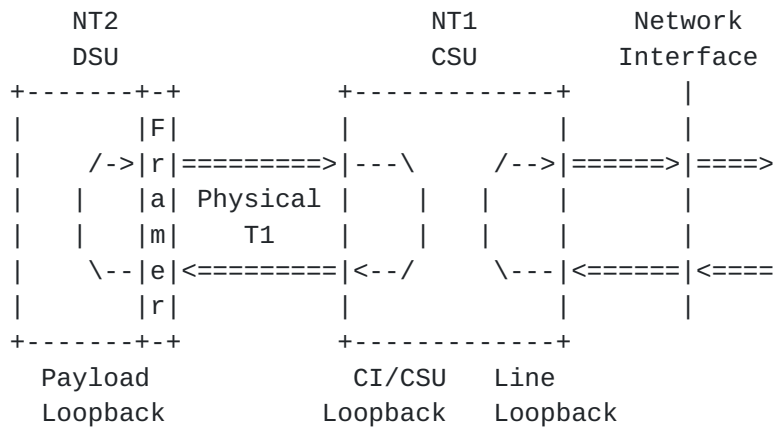 NT2 NT1 Network
DSU CSU Interface
+-------+-+ +-------------+ |
| |F| | | |
| /->|r|=========>|---\ /-->|======>|====>
| | |a| Physical | | | | |
| | |m| T1 | | | | |
| \--|e|<=========|<--/ \---|<======|<====
| |r| | | |
+-------+-+ +-------------+
Payload CI/CSU Line
Loopback Loopback Loopback